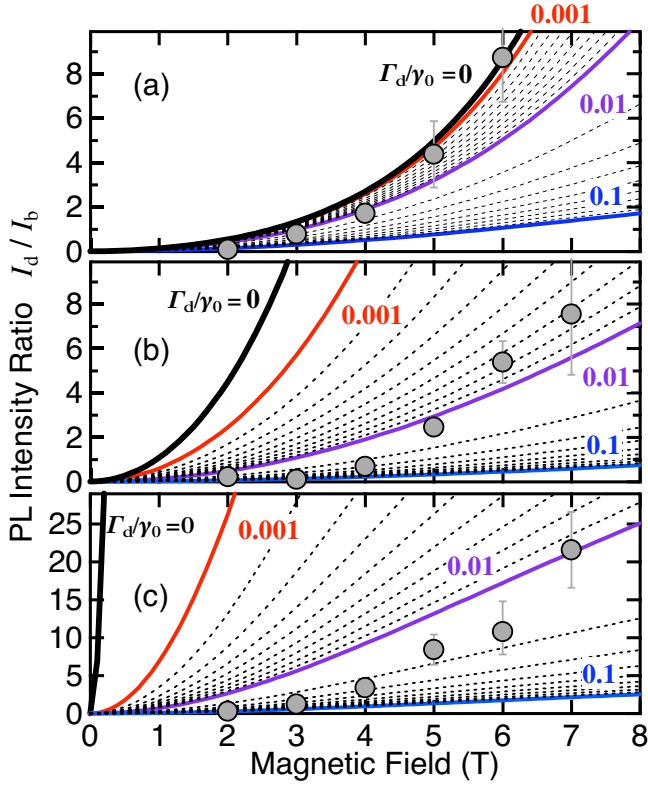 8
6
4
2
0
(a)
Γd/γ0 = 0
0.001
0.01
0.1
8
6
4
2
0
(b)
Γd/γ0 = 0
0.001
0.01
0.1
25
20
15
10
5
0
(c)
Γd/γ0 = 0
0.001
0.01
0.1
PL Intensity Ratio Id / Ib
0 1 2 3 4 5 6 7 8
Magnetic Field (T)